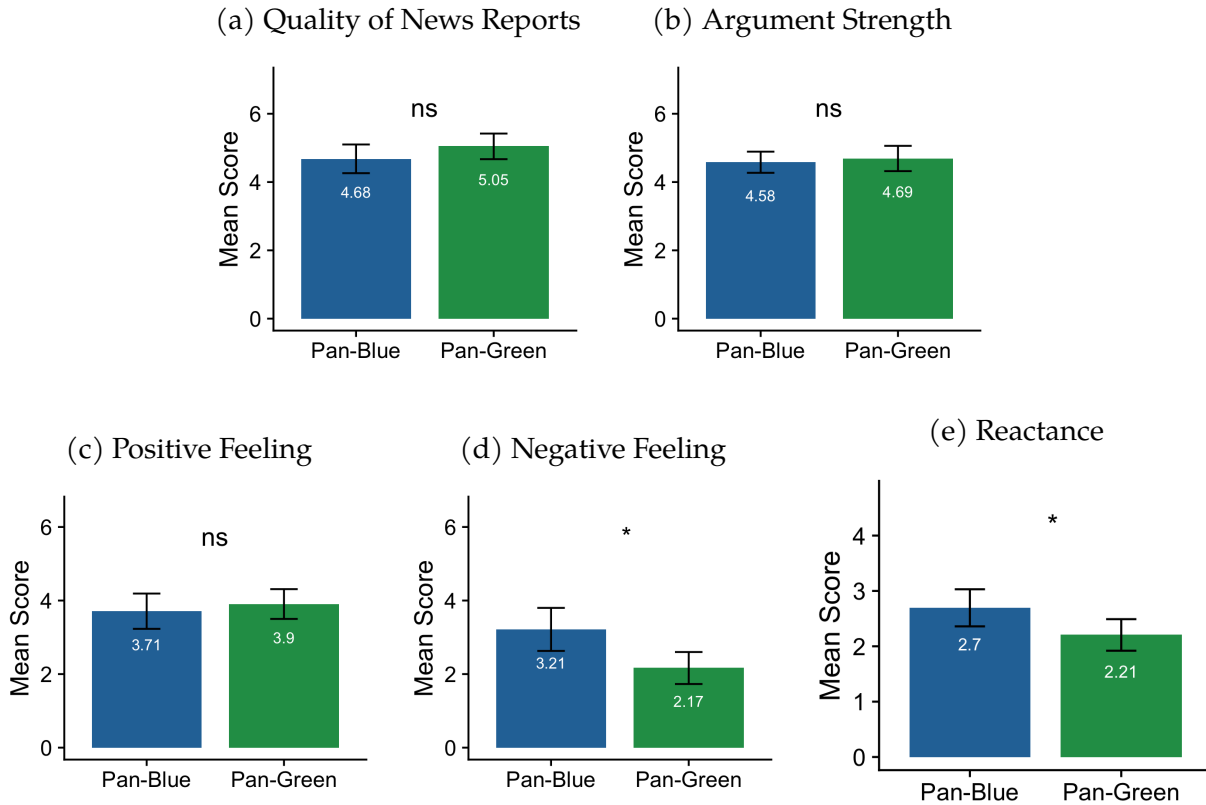 (a) Quality of News Reports
Mean Score
6
4
2
0
ns
4.68
5.05
Pan-Blue
Pan-Green
(b) Argument Strength
Mean Score
6
4
2
0
ns
4.58
4.69
Pan-Blue
Pan-Green
(c) Positive Feeling
Mean Score
6
4
2
0
ns
3.71
3.9
Pan-Blue
Pan-Green
(d) Negative Feeling
Mean Score
6
4
2
0
*
3.21
2.17
Pan-Blue
Pan-Green
(e) Reactance
Mean Score
4
3
2
1
0
*
2.7
2.21
Pan-Blue
Pan-Green